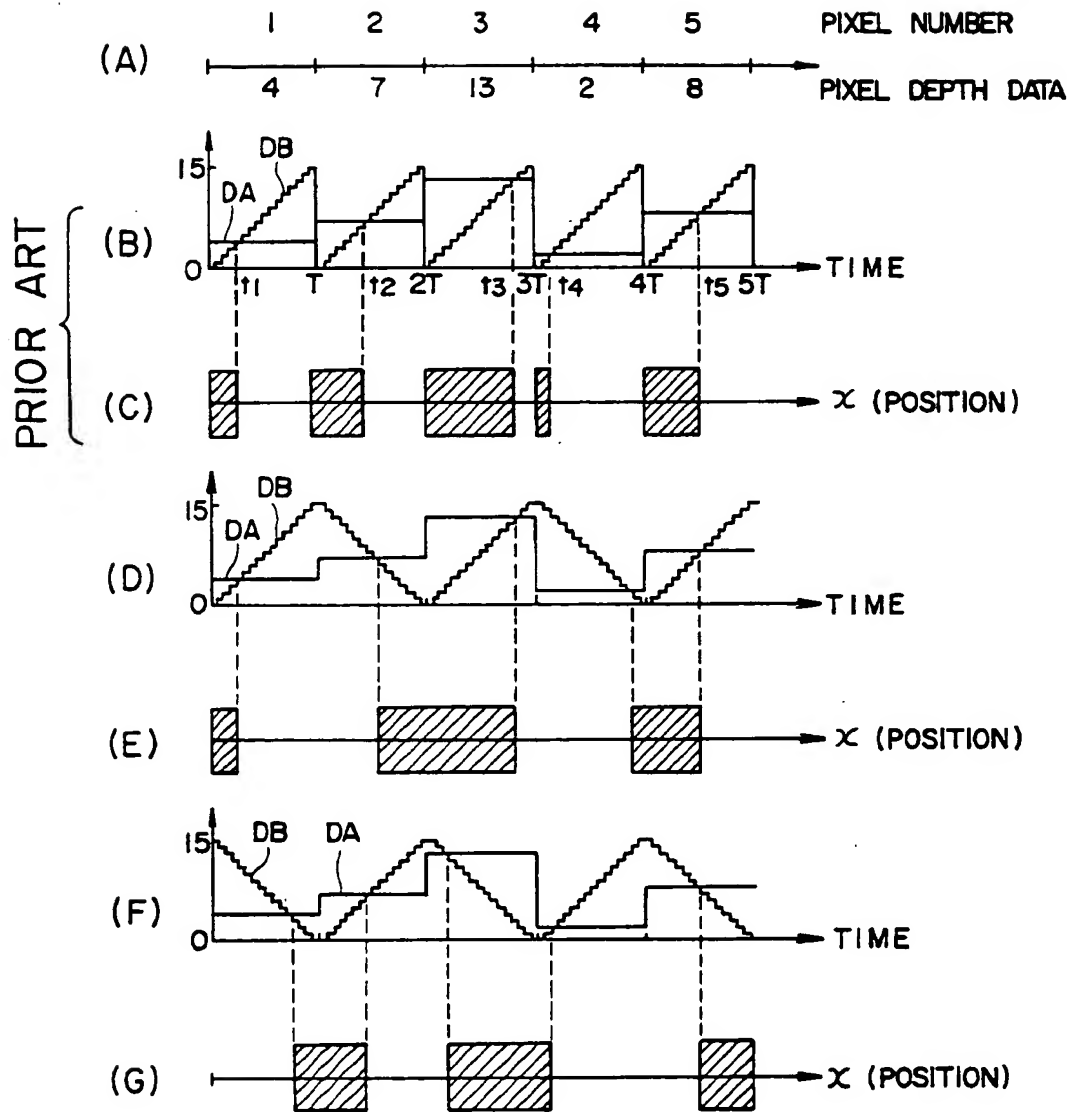 1 2 3 4 5 PIXEL NUMBER
(A)
4 7 13 2 8 PIXEL DEPTH DATA
PRIOR ART
15 DB
DA
(B)
0 TIME
t1 T t2 2T t3 3T t4 4T t5 5T
(C) x (POSITION)
15 DB
DA
(D)
0 TIME
(E) x (POSITION)
15 DB DA
(F)
0 TIME
(G) x (POSITION)